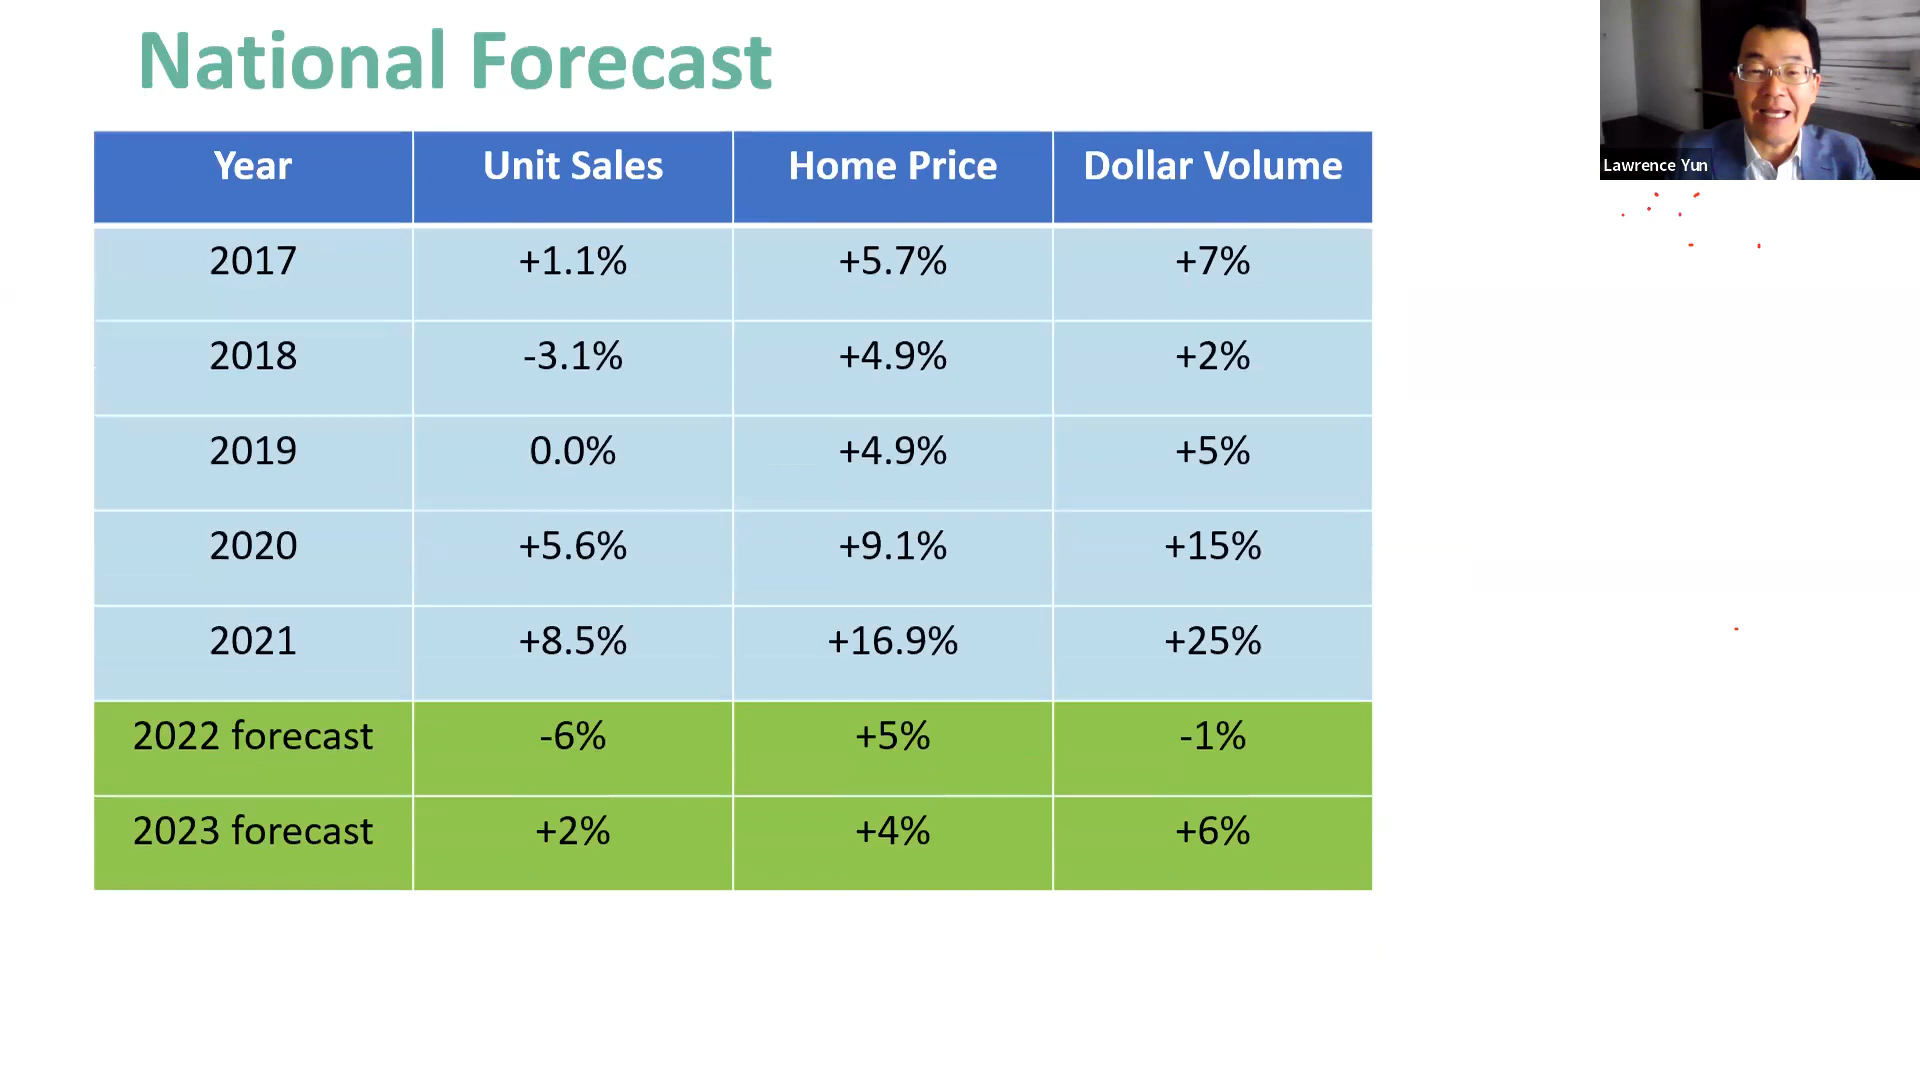 National Forecast
Lawrence Yun
Year Unit Sales Home Price Dollar Volume
2017 +1.1% +5.7% +7%
2018 -3.1% +4.9% +2%
2019 0.0% +4.9% +5%
2020 +5.6% +9.1% +15%
2021 +8.5% +16.9% +25%
2022 forecast -6% +5% -1%
2023 forecast +2% +4% +6%